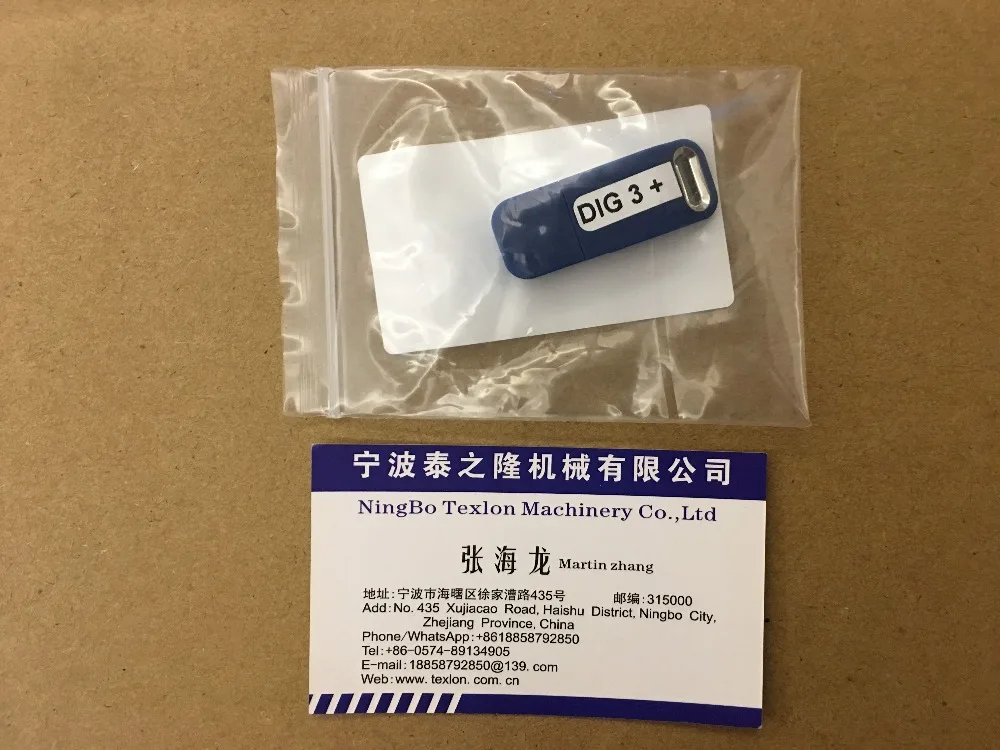 DIG 3 +
宁波泰之隆机械有限公司
NingBo Texlon Machinery Co.,Ltd
张海龙 Martin zhang
地址:宁波市海曙区徐家漕路435号 邮编:315000
Add:No. 435 Xujiacao Road, Haishu District, Ningbo City,
Zhejiang Province, China
Phone/WhatsApp:+8618858792850
Tel:+86-0574-89134905
E-mail:18858792850@139. com
Web:www. texlon. com. cn